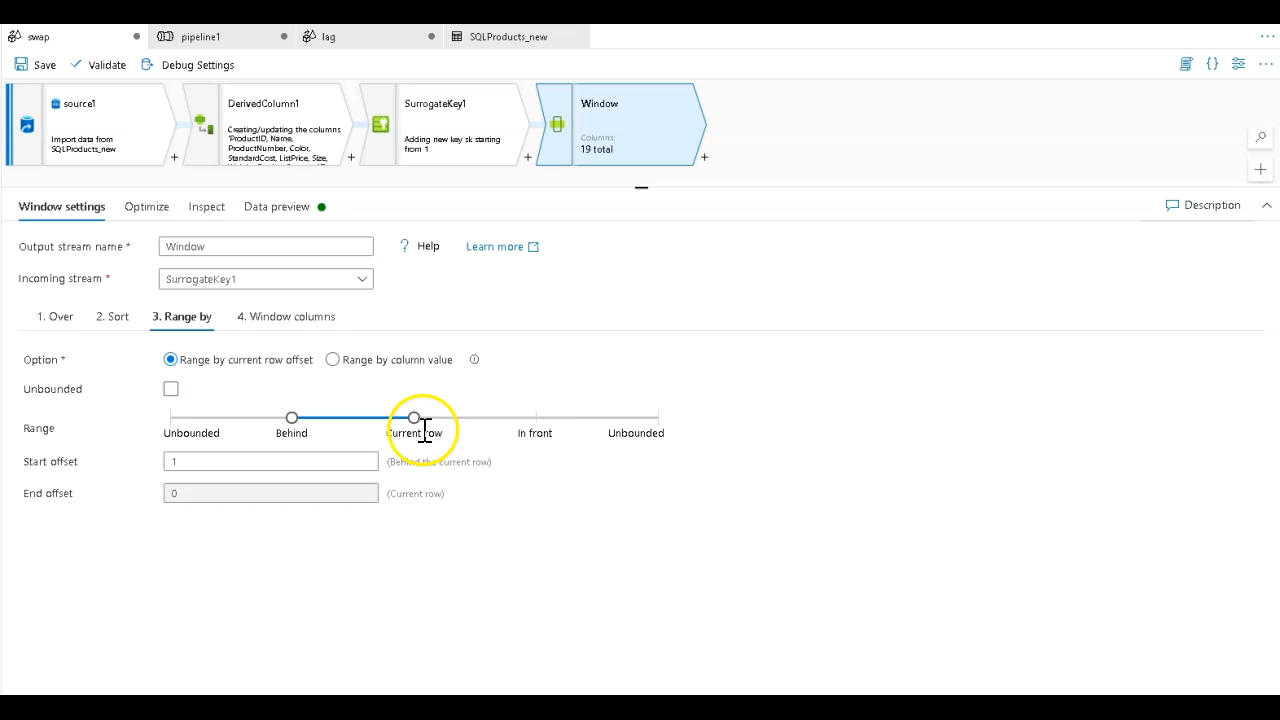 swap
pipeline1
lag
SQLProducts_new
Save
Validate
Debug Settings
source1
Import data from
SQLProducts_new
DerivedColumn1
Creating/updating the columns
'ProductID, Name,
ProductNumber, Color,
StandardCost, ListPrice, Size,
SurrogateKey1
Adding new key sk starting
from 1
Window
Columns:
19 total
Window settings
Optimize
Inspect
Data preview
Description
Output stream name *
Window
? Help
Learn more
Incoming stream *
SurrogateKey1
1. Over
2. Sort
3. Range by
4. Window columns
Option *
Range by current row offset
Range by column value
Unbounded
Range
Unbounded
Behind
Current row
In front
Unbounded
Start offset
1
(Behind the current row)
End offset
0
(Current row)